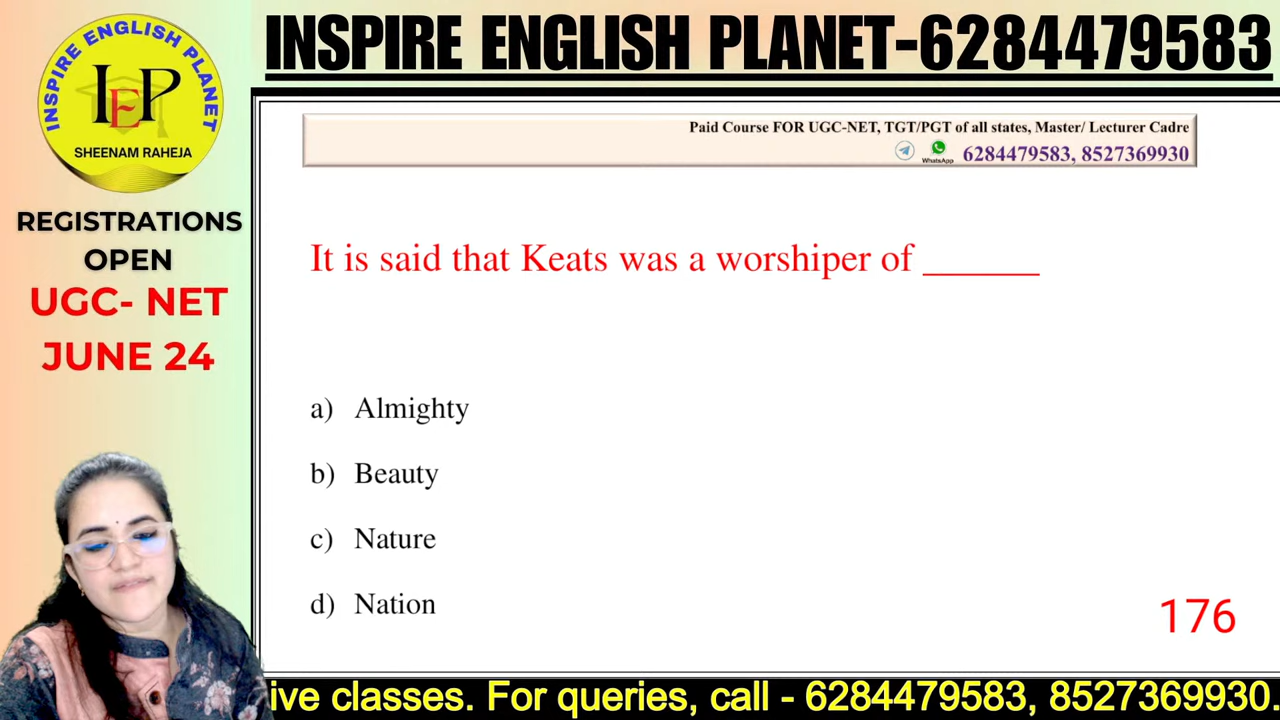 INSPIRE ENGLISH PLANET
IEP
SHEENAM RAHEJA
REGISTRATIONS
OPEN
UGC- NET
JUNE 24
INSPIRE ENGLISH PLANET-6284479583
Paid Course FOR UGC-NET, TGT/PGT of all states, Master/ Lecturer Cadre
WhatsApp 6284479583, 8527369930
It is said that Keats was a worshiper of ______
a) Almighty
b) Beauty
c) Nature
d) Nation
176
ive classes. For queries, call - 6284479583, 8527369930.